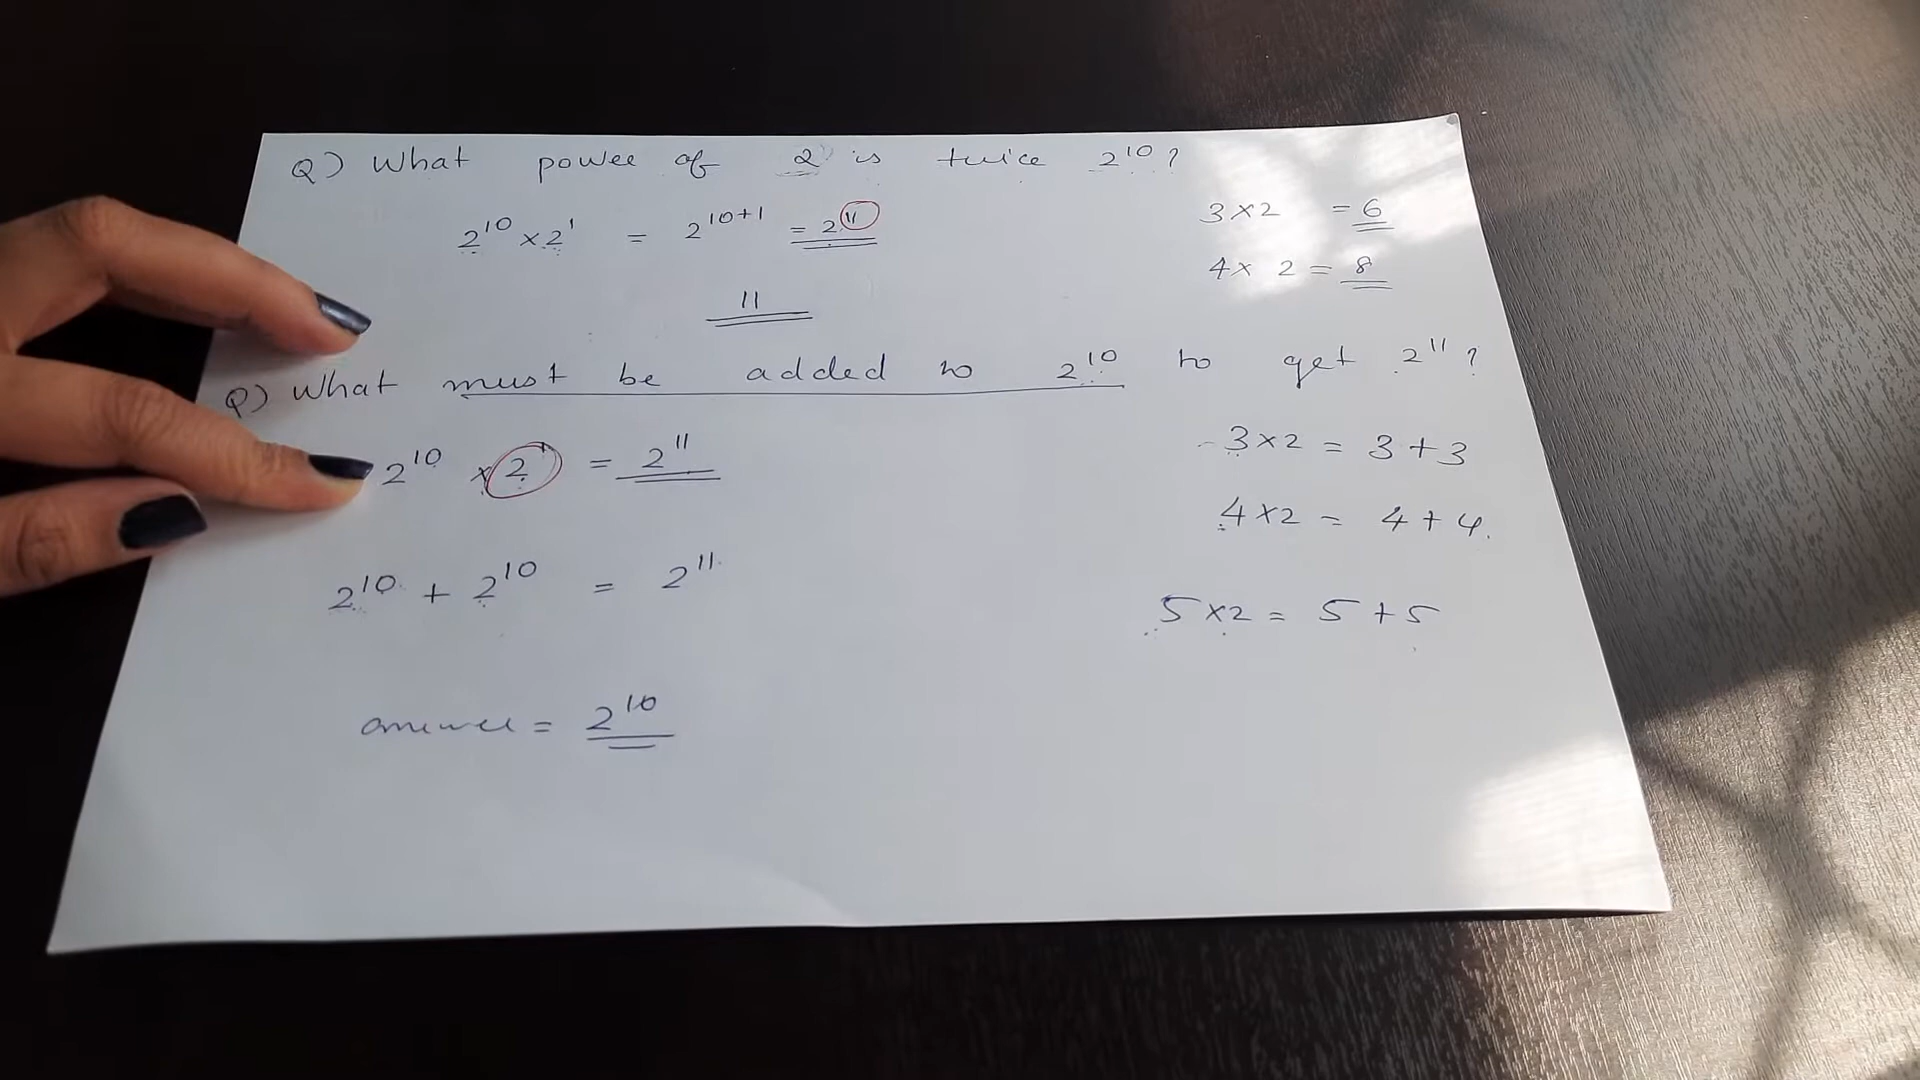 Q) What power of 2 is twice 2¹⁰?
2¹⁰ × 2¹ = 2¹⁰⁺¹ = 2¹¹
3 × 2 = 6
4 × 2 = 8
11
Q) What must be added to 2¹⁰ to get 2¹¹?
2¹⁰ × 2¹ = 2¹¹
3 × 2 = 3 + 3
4 × 2 = 4 + 4
2¹⁰ + 2¹⁰ = 2¹¹
5 × 2 = 5 + 5
answer = 2¹⁰